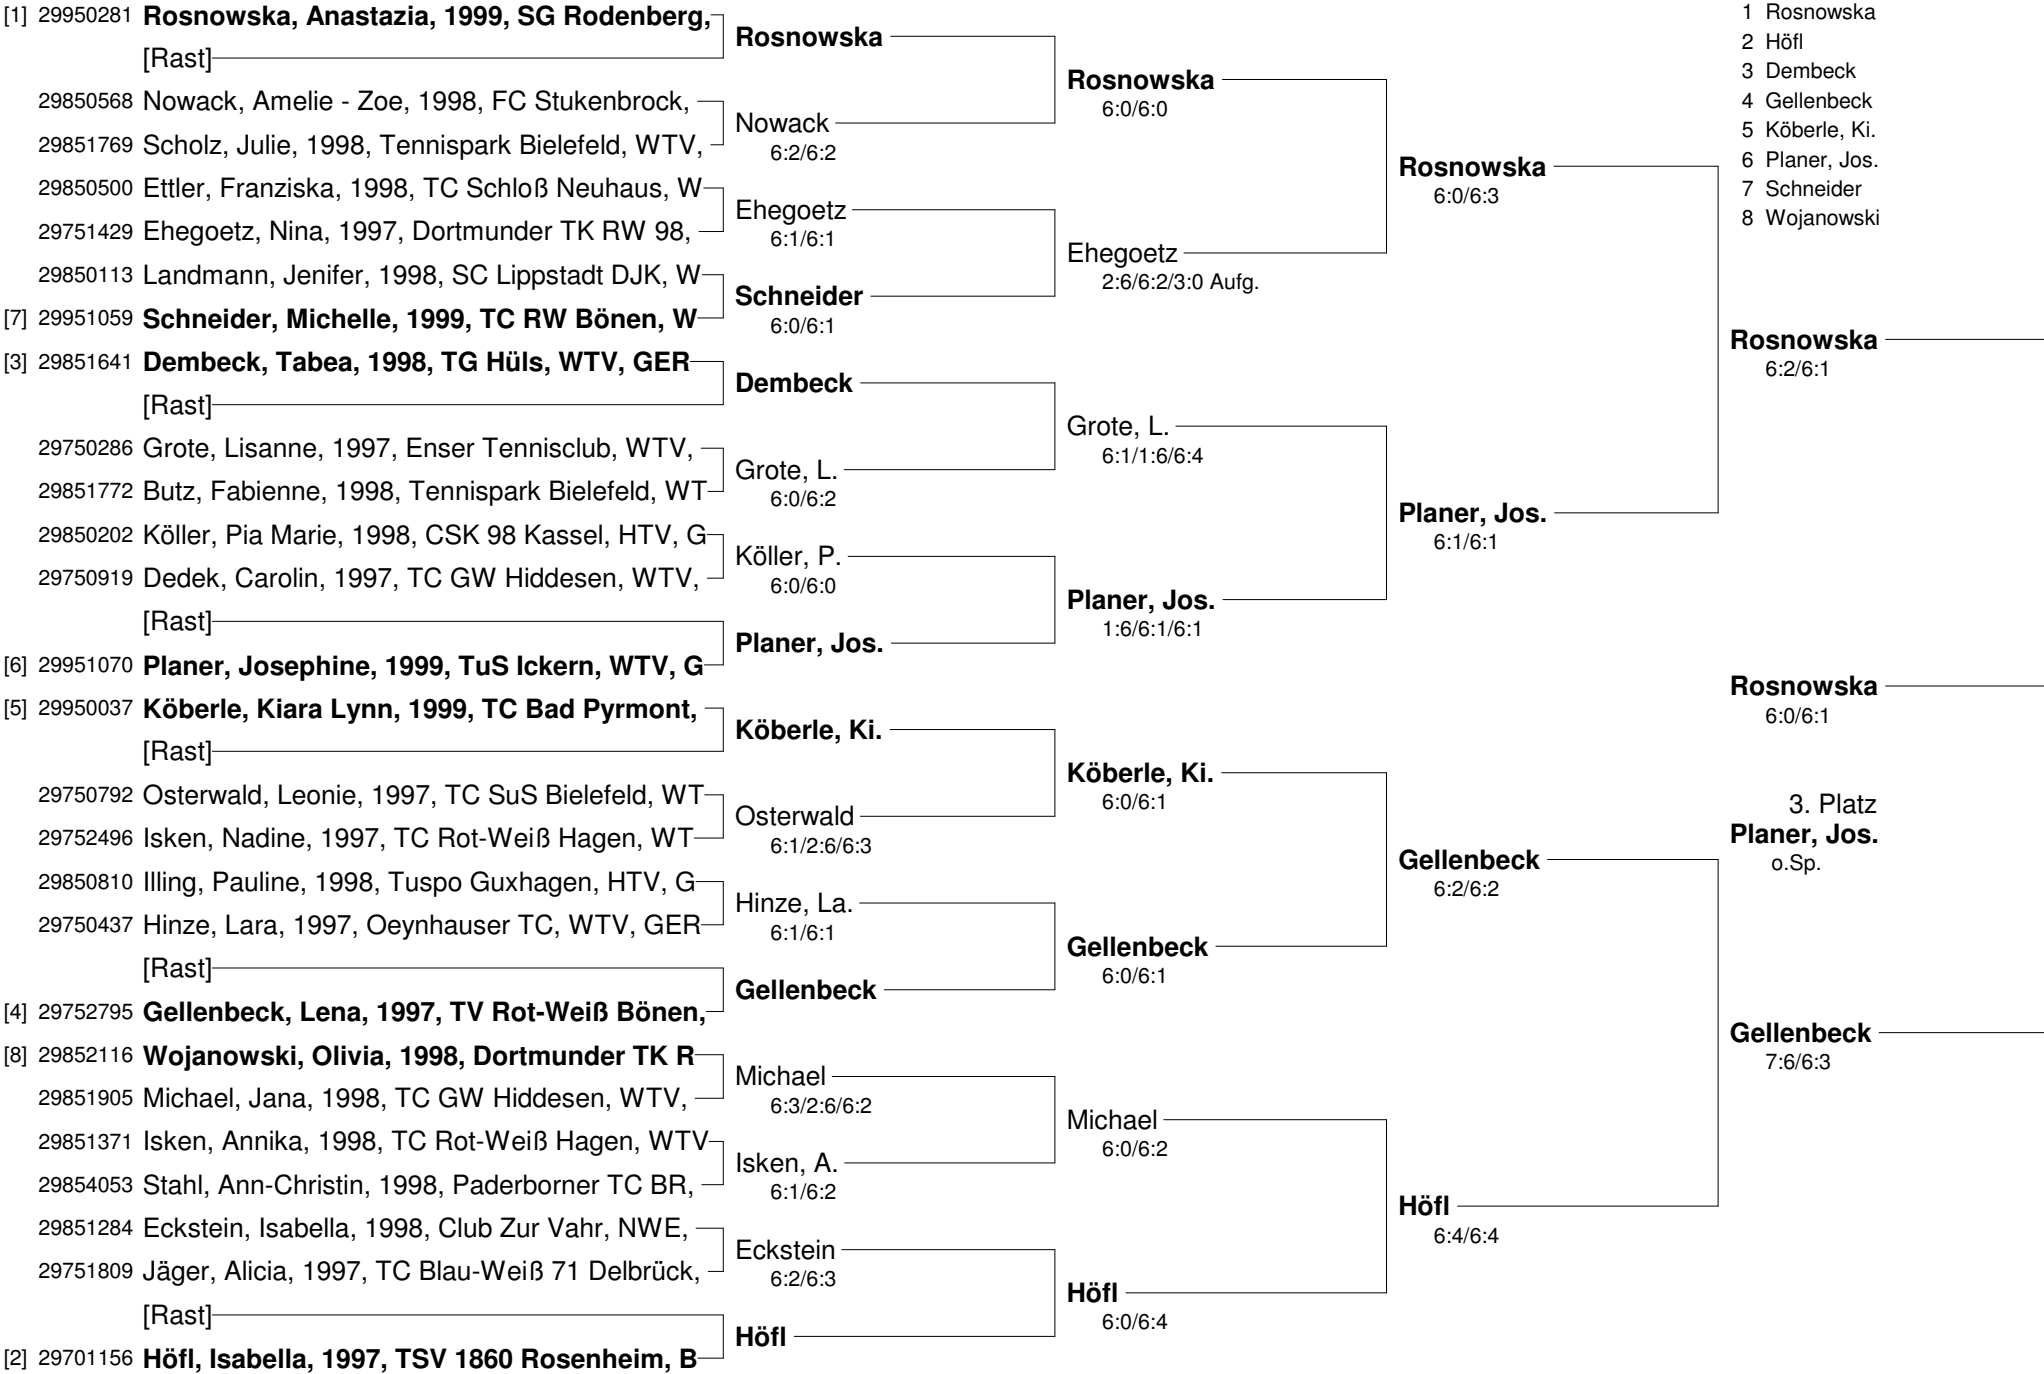 [1] 29950281 Rosnowska, Anastazia, 1999, SG Rodenberg,
[Rast]
29850568 Nowack, Amelie - Zoe, 1998, FC Stukenbrock,
29851769 Scholz, Julie, 1998, Tennispark Bielefeld, WTV,
29850500 Ettler, Franziska, 1998, TC Schloß Neuhaus, W
29751429 Ehegoetz, Nina, 1997, Dortmunder TK RW 98,
29850113 Landmann, Jenifer, 1998, SC Lippstadt DJK, W
[7] 29951059 Schneider, Michelle, 1999, TC RW Bönen, W
[3] 29851641 Dembeck, Tabea, 1998, TG Hüls, WTV, GER
[Rast]
29750286 Grote, Lisanne, 1997, Enser Tennisclub, WTV,
29851772 Butz, Fabienne, 1998, Tennispark Bielefeld, WT
29850202 Köller, Pia Marie, 1998, CSK 98 Kassel, HTV, G
29750919 Dedek, Carolin, 1997, TC GW Hiddesen, WTV,
[Rast]
[6] 29951070 Planer, Josephine, 1999, TuS Ickern, WTV, G
[5] 29950037 Köberle, Kiara Lynn, 1999, TC Bad Pyrmont,
[Rast]
29750792 Osterwald, Leonie, 1997, TC SuS Bielefeld, WT
29752496 Isken, Nadine, 1997, TC Rot-Weiß Hagen, WT
29850810 Illing, Pauline, 1998, Tuspo Guxhagen, HTV, G
29750437 Hinze, Lara, 1997, Oeynhauser TC, WTV, GER
[Rast]
[4] 29752795 Gellenbeck, Lena, 1997, TV Rot-Weiß Bönen,
[8] 29852116 Wojanowski, Olivia, 1998, Dortmunder TK R
29851905 Michael, Jana, 1998, TC GW Hiddesen, WTV,
29851371 Isken, Annika, 1998, TC Rot-Weiß Hagen, WTV
29854053 Stahl, Ann-Christin, 1998, Paderborner TC BR,
29851284 Eckstein, Isabella, 1998, Club Zur Vahr, NWE,
29751809 Jäger, Alicia, 1997, TC Blau-Weiß 71 Delbrück,
[Rast]
[2] 29701156 Höfl, Isabella, 1997, TSV 1860 Rosenheim, B
Rosnowska
Nowack
6:2/6:2
Ehegoetz
6:1/6:1
Schneider
6:0/6:1
Dembeck
Grote, L.
6:0/6:2
Köller, P.
6:0/6:0
Planer, Jos.
Köberle, Ki.
Osterwald
6:1/2:6/6:3
Hinze, La.
6:1/6:1
Gellenbeck
Michael
6:3/2:6/6:2
Isken, A.
6:1/6:2
Eckstein
6:2/6:3
Höfl
Rosnowska
6:0/6:0
Ehegoetz
2:6/6:2/3:0 Aufg.
Grote, L.
6:1/1:6/6:4
Planer, Jos.
1:6/6:1/6:1
Köberle, Ki.
6:0/6:1
Gellenbeck
6:0/6:1
Michael
6:0/6:2
Höfl
6:0/6:4
Rosnowska
6:0/6:3
Planer, Jos.
6:1/6:1
Gellenbeck
6:2/6:2
Höfl
6:4/6:4
1 Rosnowska
2 Höfl
3 Dembeck
4 Gellenbeck
5 Köberle, Ki.
6 Planer, Jos.
7 Schneider
8 Wojanowski
Rosnowska
6:2/6:1
Rosnowska
6:0/6:1
3. Platz
Planer, Jos.
o.Sp.
Gellenbeck
7:6/6:3